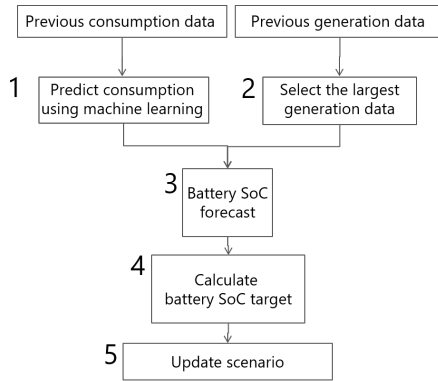 Previous consumption data
Previous generation data
1
Predict consumption
using machine learning
2
Select the largest
generation data
3
Battery SoC
forecast
4
Calculate
battery SoC target
5
Update scenario